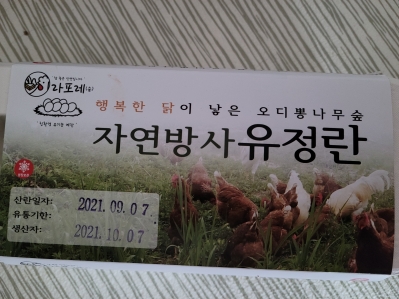 라포레(수)
행복한 닭이 낳은 오디뽕나무숲
자연방사유정란
산란일자: 2021.09.07
유통기한:
생산자: 2021.10.07